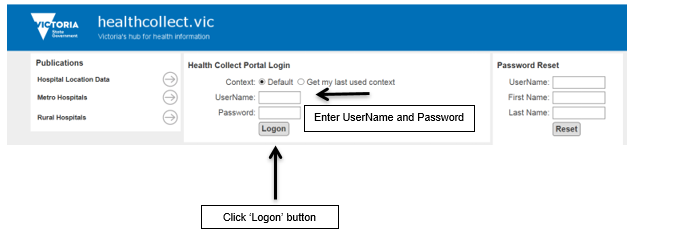 VICTORIA
State
Government
healthcollect.vic
Victoria's hub for health information
Publications
Hospital Location Data
Metro Hospitals
Rural Hospitals
Health Collect Portal Login
Context: Default Get my last used context
UserName:
Password:
Logon
Enter UserName and Password
Click ‘Logon’ button
Password Reset
UserName:
First Name:
Last Name:
Reset